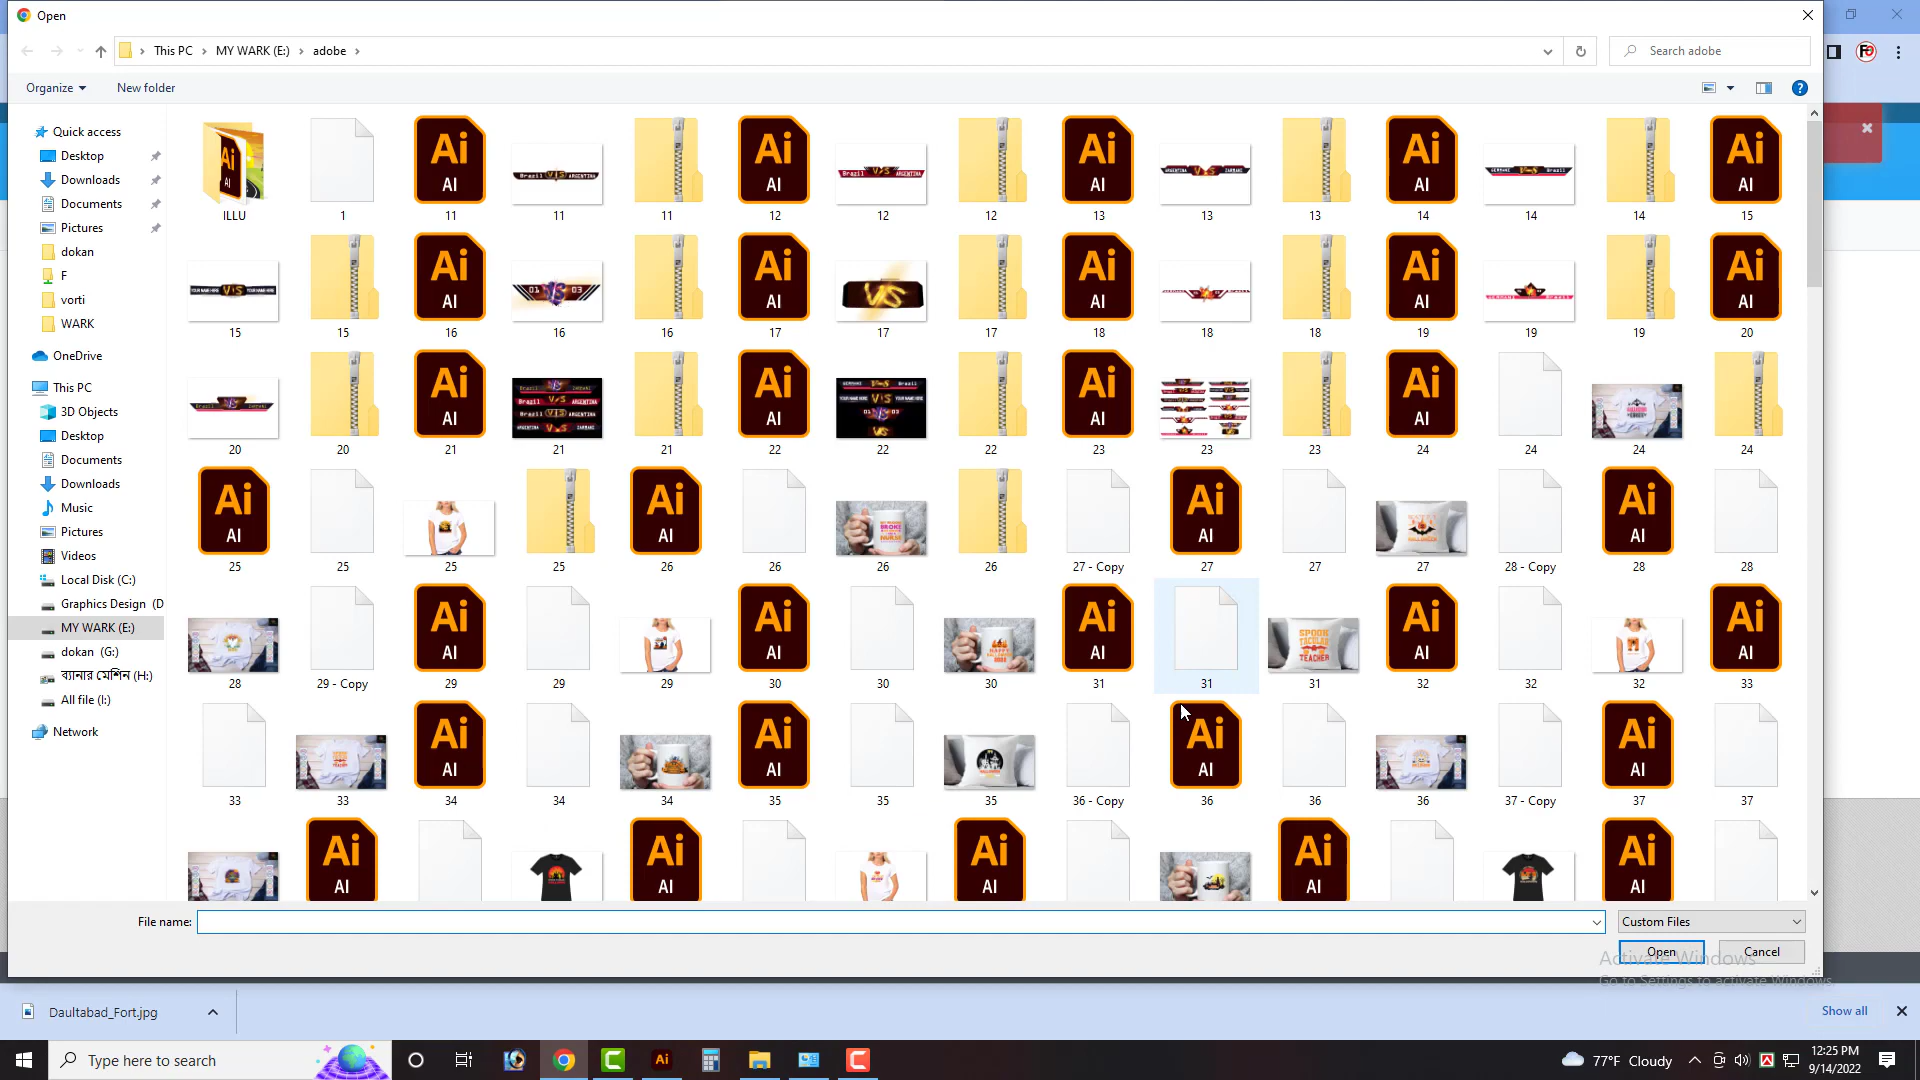 Open
This PC
MY WARK (E:)
adobe
Search adobe
Organize
New folder
Quick access
Desktop
Downloads
Documents
Pictures
dokan
F
vorti
WARK
OneDrive
This PC
3D Objects
Desktop
Documents
Downloads
Music
Pictures
Videos
Local Disk (C:)
Graphics Design (D
MY WARK (E:)
dokan (G:)
ব্যানার মেশিন (H:)
All file (I:)
Network
ILLU 1 11 11 11 12 12 12 13 13 13 14 14 14 15
15 15 16 16 16 17 17 17 18 18 18 19 19 19 20
20 20 21 21 21 22 22 22 23 23 23 24 24 24 24
25 25 25 25 26 26 26 26 27 - Copy 27 27 27 28 - Copy 28 28
28 29 - Copy 29 29 29 30 30 30 31 31 31 32 32 32 33
33 33 34 34 34 35 35 35 36 - Copy 36 36 36 37 - Copy 37 37
File name:
Custom Files
Open
Cancel
Activate Windows
Go to Settings to activate Windows.
Daultabad_Fort.jpg
Show all
Type here to search
77°F Cloudy
12:25 PM
9/14/2022